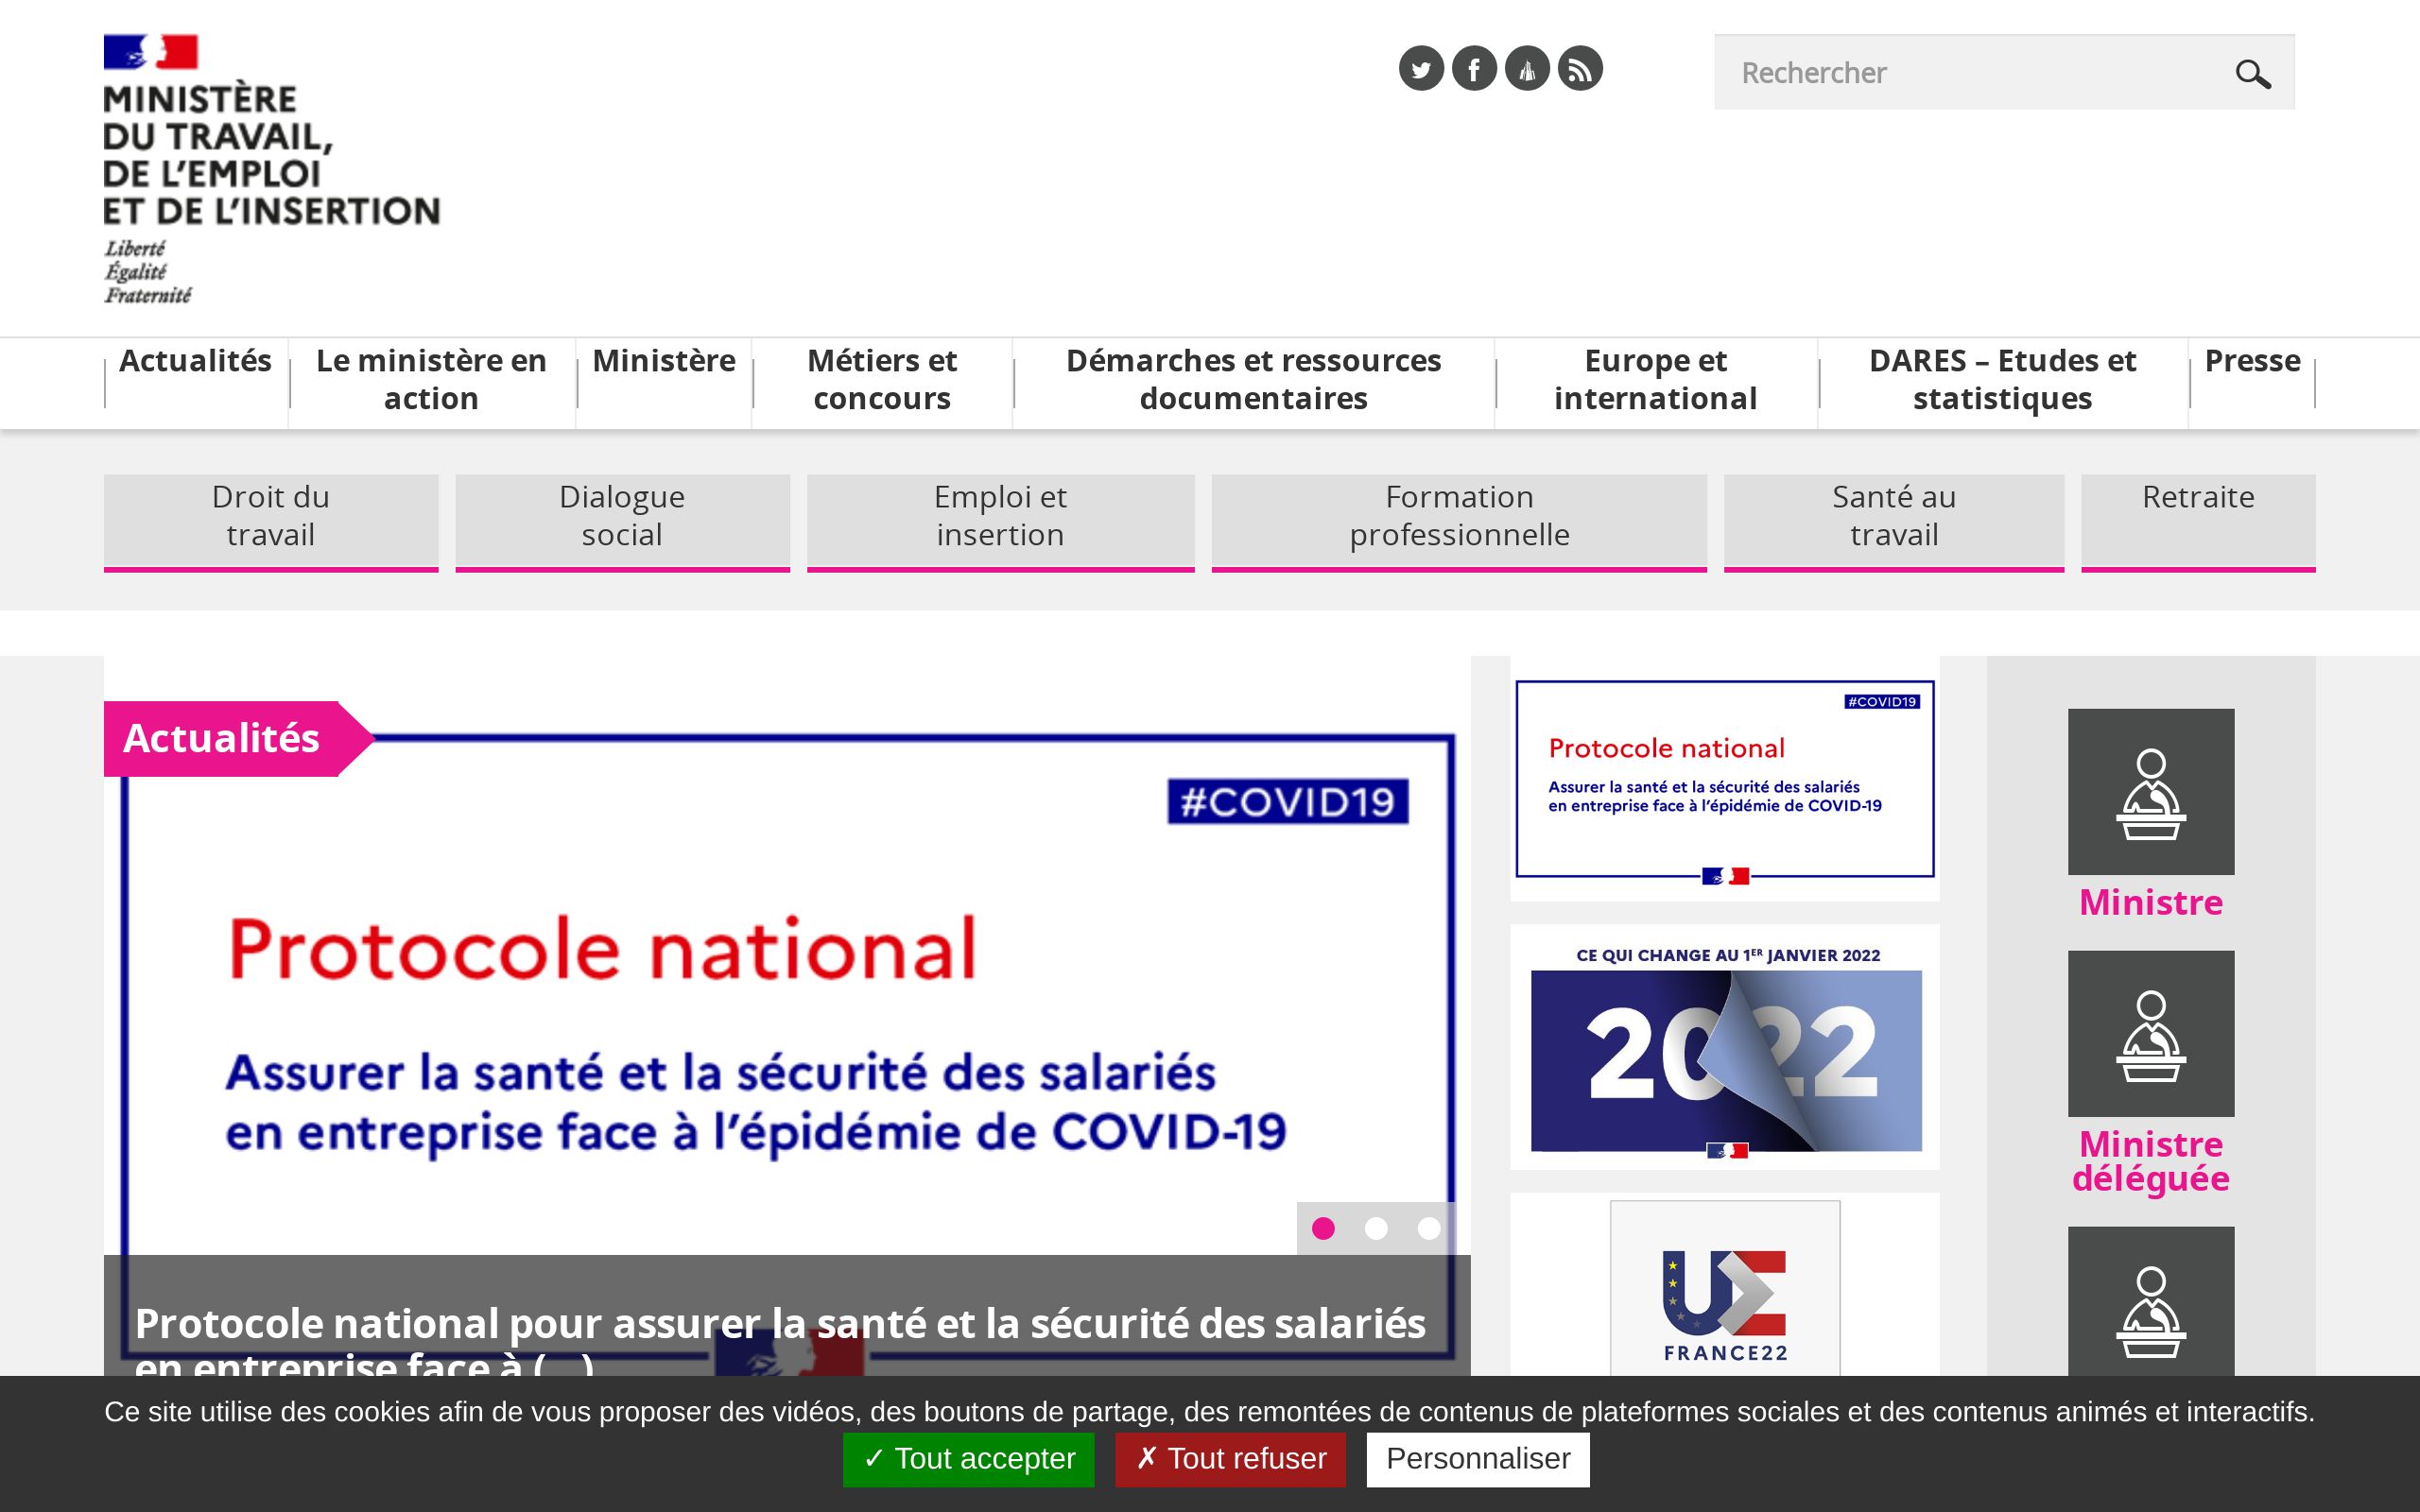 MINISTÈRE
DU TRAVAIL,
DE L'EMPLOI
ET DE L'INSERTION
Liberté
Égalité
Fraternité
Rechercher
Actualités
Le ministère en
action
Ministère
Métiers et
concours
Démarches et ressources
documentaires
Europe et
international
DARES – Etudes et
statistiques
Presse
Droit du
travail
Dialogue
social
Emploi et
insertion
Formation
professionnelle
Santé au
travail
Retraite
Actualités
#COVID19
Protocole national
Assurer la santé et la sécurité des salariés
en entreprise face à l'épidémie de COVID-19
Protocole national pour assurer la santé et la sécurité des salariés
en entreprise face à (...)
#COVID19
Protocole national
Assurer la santé et la sécurité des salariés
en entreprise face à l'épidémie de COVID-19
CE QUI CHANGE AU 1ER JANVIER 2022
2022
UE
FRANCE22
Ministre
Ministre
déléguée
Ce site utilise des cookies afin de vous proposer des vidéos, des boutons de partage, des remontées de contenus de plateformes sociales et des contenus animés et interactifs.
✓ Tout accepter
✗ Tout refuser
Personnaliser